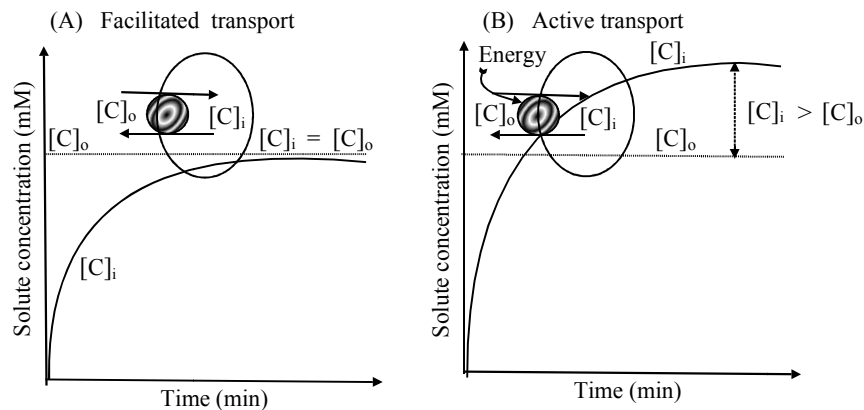 (A) Facilitated transport
Solute concentration (mM)
[C]ₒ
[C]ᵢ
[C]ₒ
[C]ᵢ = [C]ₒ
[C]ᵢ
Time (min)
(B) Active transport
Solute concentration (mM)
Energy
[C]ᵢ
[C]ₒ
[C]ᵢ
[C]ᵢ > [C]ₒ
[C]ₒ
Time (min)